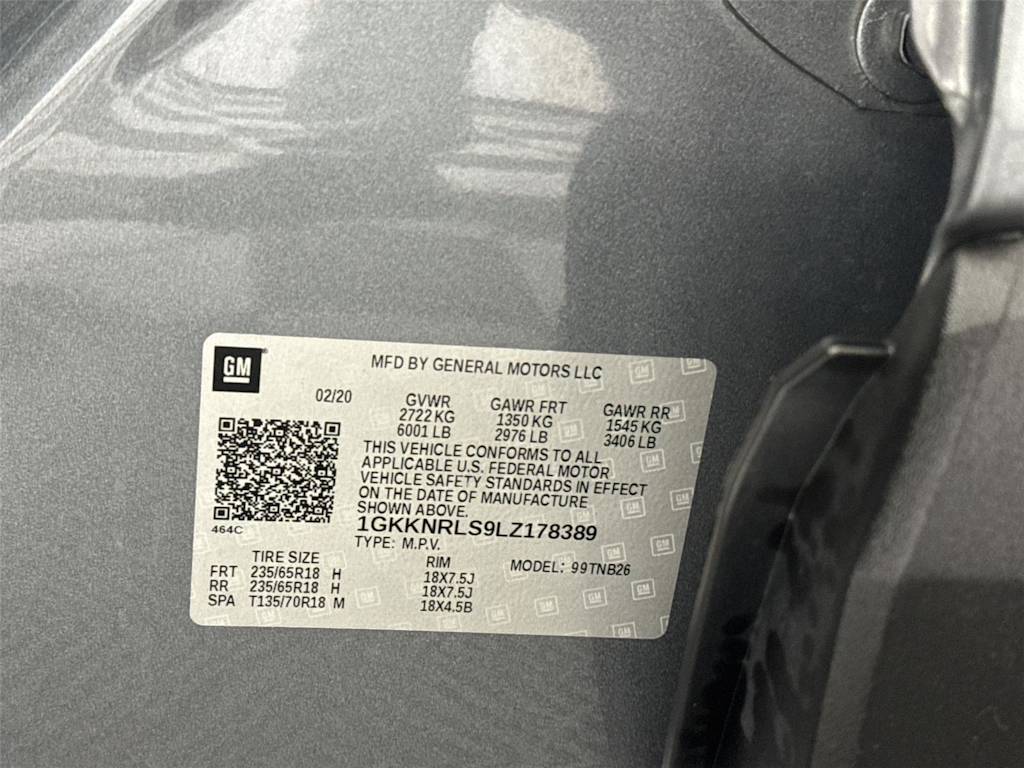 GM
MFD BY GENERAL MOTORS LLC
02/20
GVWR GAWR FRT GAWR RR
2722 KG 1350 KG 1545 KG
6001 LB 2976 LB 3406 LB
THIS VEHICLE CONFORMS TO ALL
APPLICABLE U.S. FEDERAL MOTOR
VEHICLE SAFETY STANDARDS IN EFFECT
ON THE DATE OF MANUFACTURE
SHOWN ABOVE.
464C
1GKKNRLS9LZ178389
TYPE: M.P.V.
TIRE SIZE RIM MODEL: 99TNB26
FRT 235/65R18 H 18X7.5J
RR 235/65R18 H 18X7.5J
SPA T135/70R18 M 18X4.5B